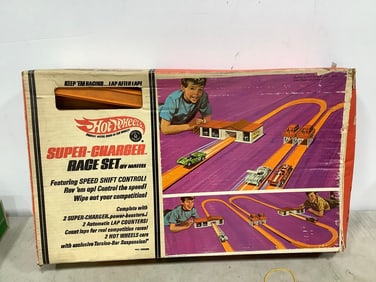 KEEP 'EM RACING... LAP AFTER LAP!
Hot Wheels
SUPER-CHARGER
RACE SET BY MATTEL
Featuring SPEED SHIFT CONTROL!
Rev 'em up! Control the speed!
Wipe out your competition!
Complete with
2 SUPER-CHARGER power-boosters!
2 Automatic LAP COUNTERS!
Count laps for real competition races!
2 HOT WHEELS cars
with exclusive Torsion-Bar Suspension!